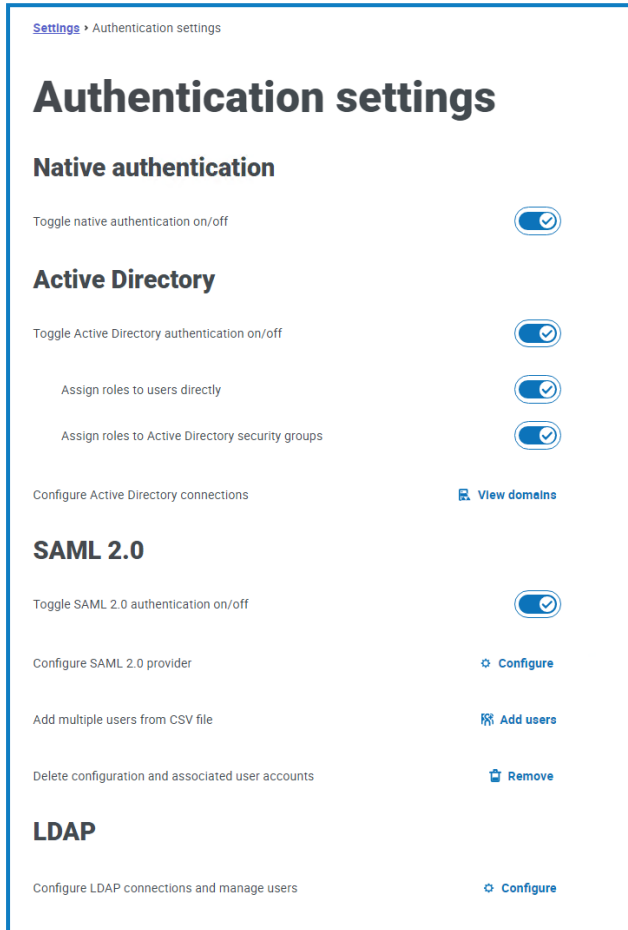 Settings › Authentication settings
Authentication settings
Native authentication
Toggle native authentication on/off
Active Directory
Toggle Active Directory authentication on/off
Assign roles to users directly
Assign roles to Active Directory security groups
Configure Active Directory connections View domains
SAML 2.0
Toggle SAML 2.0 authentication on/off
Configure SAML 2.0 provider Configure
Add multiple users from CSV file Add users
Delete configuration and associated user accounts Remove
LDAP
Configure LDAP connections and manage users Configure